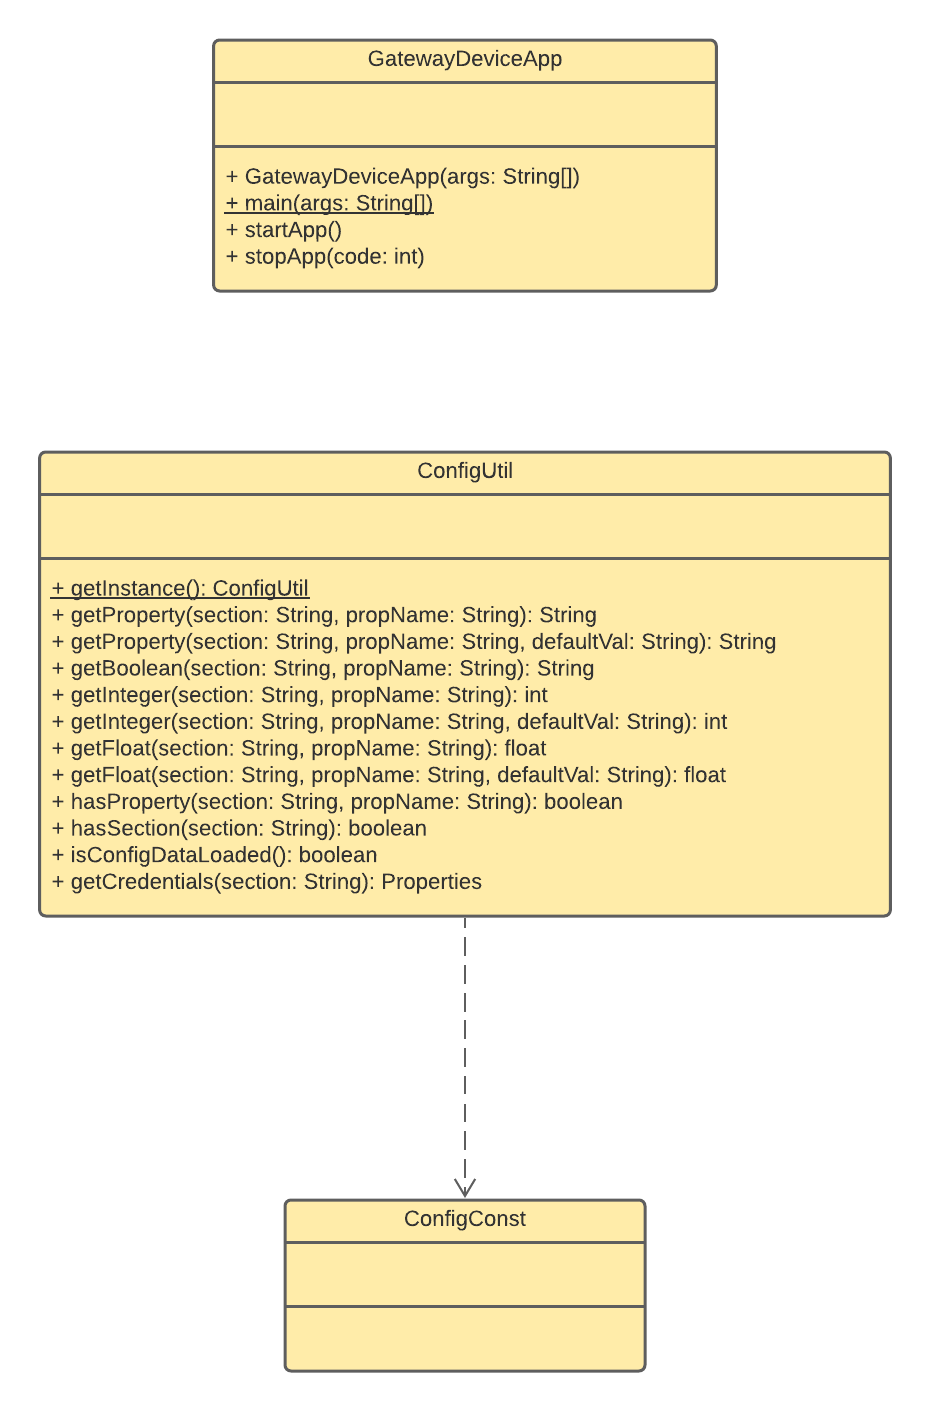 GatewayDeviceApp
+ GatewayDeviceApp(args: String[])
+ main(args: String[])
+ startApp()
+ stopApp(code: int)
ConfigUtil
+ getInstance(): ConfigUtil
+ getProperty(section: String, propName: String): String
+ getProperty(section: String, propName: String, defaultVal: String): String
+ getBoolean(section: String, propName: String): String
+ getInteger(section: String, propName: String): int
+ getInteger(section: String, propName: String, defaultVal: String): int
+ getFloat(section: String, propName: String): float
+ getFloat(section: String, propName: String, defaultVal: String): float
+ hasProperty(section: String, propName: String): boolean
+ hasSection(section: String): boolean
+ isConfigDataLoaded(): boolean
+ getCredentials(section: String): Properties
ConfigConst